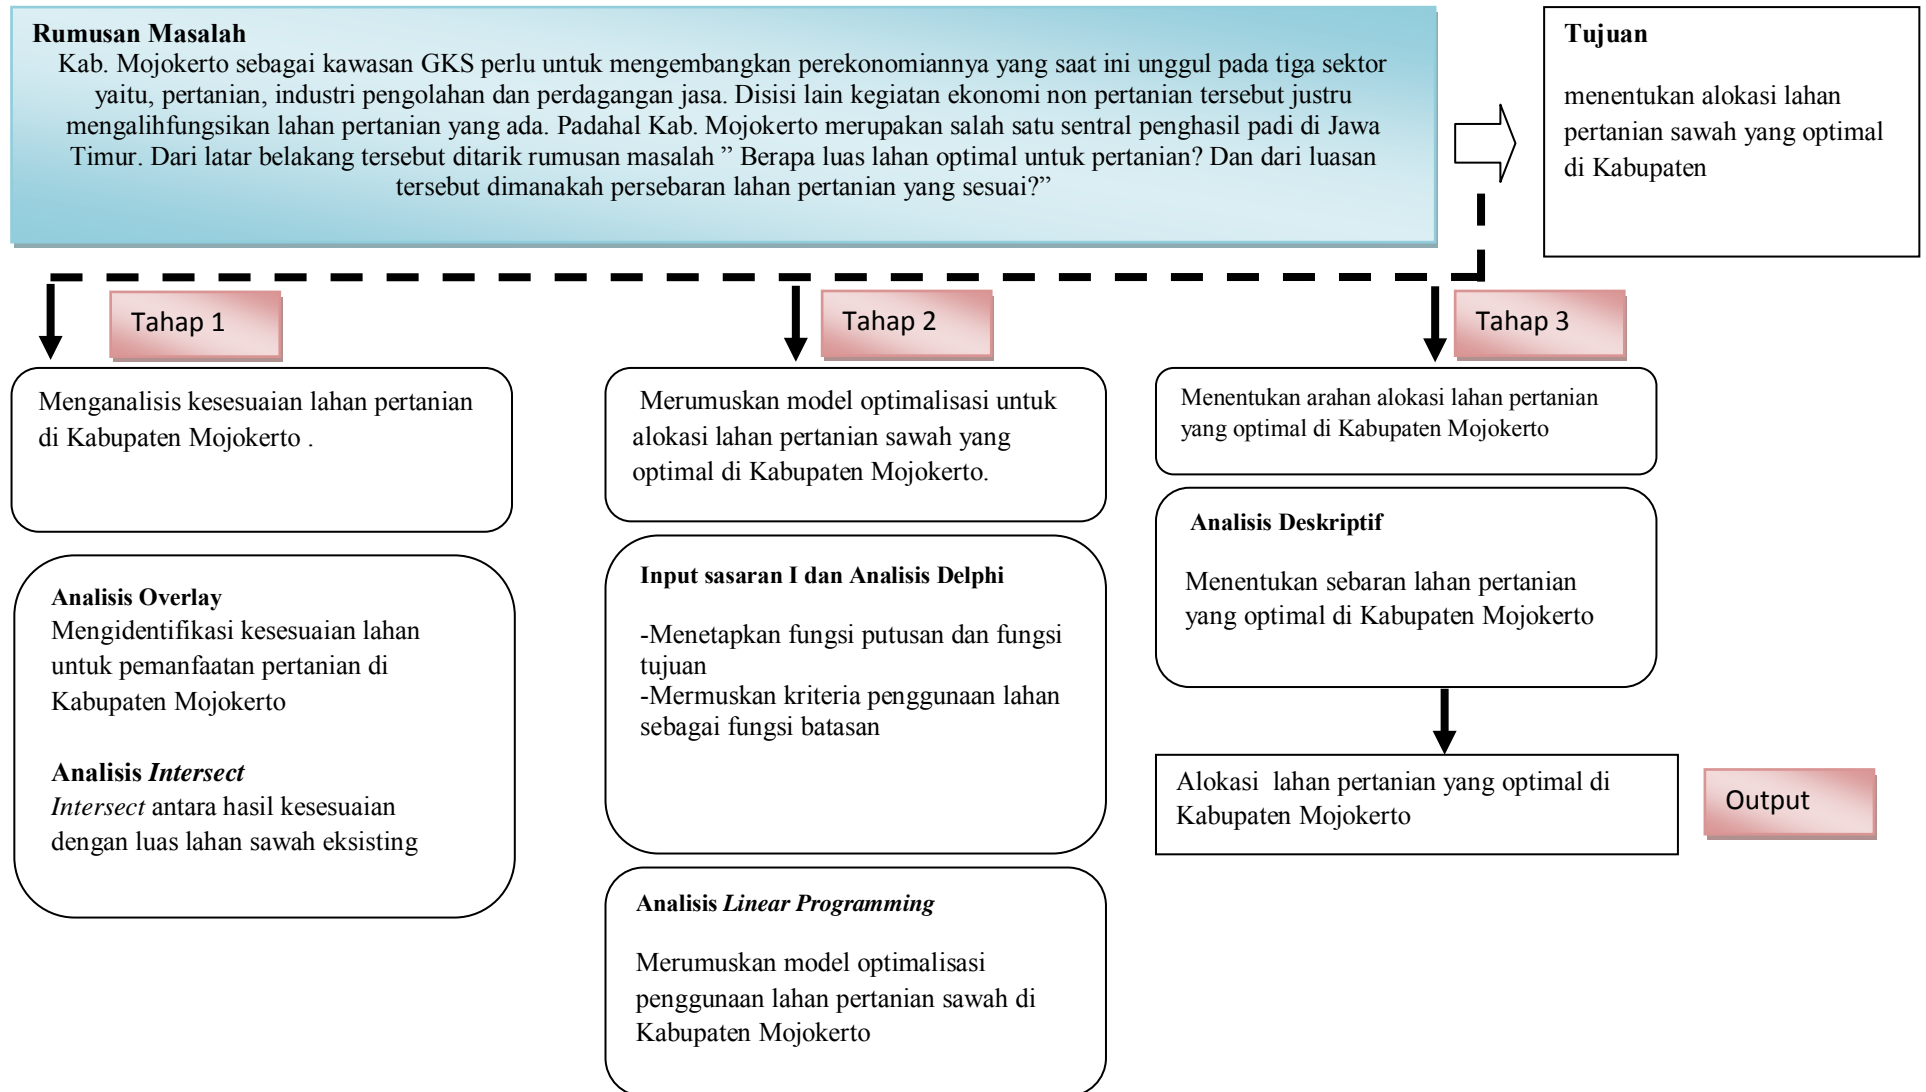 Rumusan Masalah
Kab. Mojokerto sebagai kawasan GKS perlu untuk mengembangkan perekonomiannya yang saat ini unggul pada tiga sektor
yaitu, pertanian, industri pengolahan dan perdagangan jasa. Disisi lain kegiatan ekonomi non pertanian tersebut justru
mengalihfungsikan lahan pertanian yang ada. Padahal Kab. Mojokerto merupakan salah satu sentral penghasil padi di Jawa
Timur. Dari latar belakang tersebut ditarik rumusan masalah ” Berapa luas lahan optimal untuk pertanian? Dan dari luasan
tersebut dimanakah persebaran lahan pertanian yang sesuai?”
Tujuan
menentukan alokasi lahan
pertanian sawah yang optimal
di Kabupaten
Tahap 1
Menganalisis kesesuaian lahan pertanian
di Kabupaten Mojokerto .
Analisis Overlay
Mengidentifikasi kesesuaian lahan
untuk pemanfaatan pertanian di
Kabupaten Mojokerto
Analisis Intersect
Intersect antara hasil kesesuaian
dengan luas lahan sawah eksisting
Tahap 2
Merumuskan model optimalisasi untuk
alokasi lahan pertanian sawah yang
optimal di Kabupaten Mojokerto.
Input sasaran I dan Analisis Delphi
-Menetapkan fungsi putusan dan fungsi
tujuan
-Mermuskan kriteria penggunaan lahan
sebagai fungsi batasan
Analisis Linear Programming
Merumuskan model optimalisasi
penggunaan lahan pertanian sawah di
Kabupaten Mojokerto
Tahap 3
Menentukan arahan alokasi lahan pertanian
yang optimal di Kabupaten Mojokerto
Analisis Deskriptif
Menentukan sebaran lahan pertanian
yang optimal di Kabupaten Mojokerto
Alokasi lahan pertanian yang optimal di
Kabupaten Mojokerto
Output